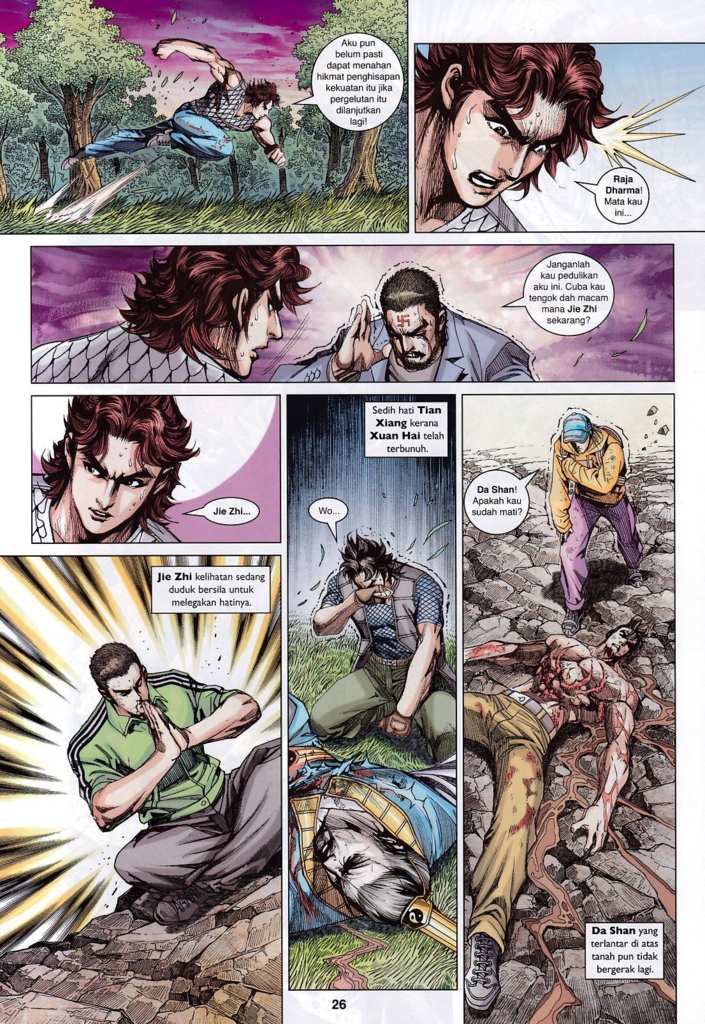 Aku pun
belum pasti
dapat menahan
hikmat penghisapan
kekuatan itu jika
pergelutan itu
dilanjutkan
lagi!
Raja
Dharma!
Mata kau
ini...
Janganlah
kau pedulikan
aku ini. Cuba kau
tengok dah macam
mana Jie Zhi
sekarang?
Jie Zhi...
Jie Zhi kelihatan sedang
duduk bersila untuk
melegakan hatinya.
Sedih hati Tian
Xiang kerana
Xuan Hai telah
terbunuh.
Wo...
Da Shan!
Apakah kau
sudah mati?
Da Shan yang
terlantar di atas
tanah pun tidak
bergerak lagi.
26